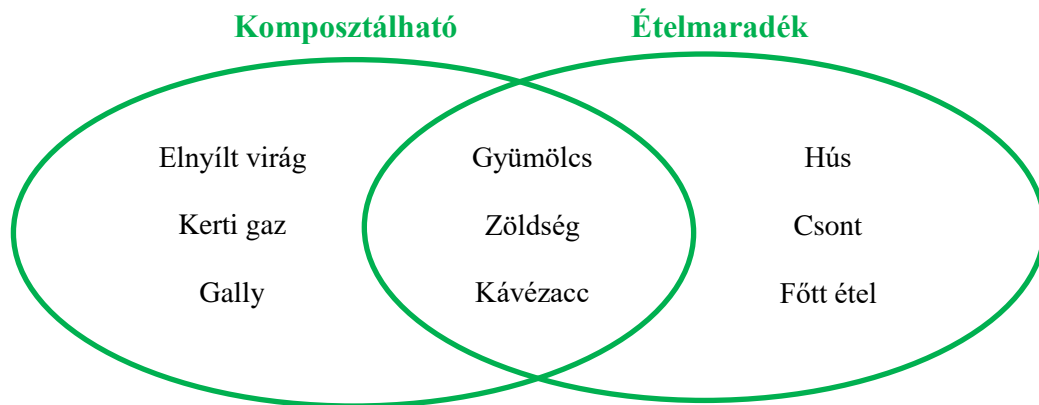 Komposztálható Ételmaradék
Elnyílt virág Gyümölcs Hús
Kerti gaz Zöldség Csont
Gally Kávézacc Főtt étel